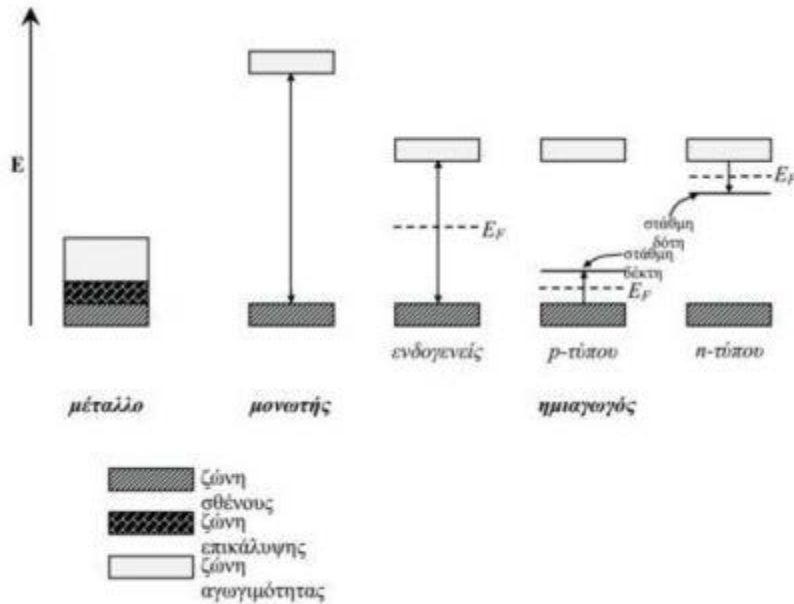 E
E_F
E_F
στάθμη
δότη
στάθμη
δέκτη
E_F
ενδογενείς
p-τύπου
n-τύπου
μέταλλο
μονωτής
ημιαγωγός
ζώνη
σθένους
ζώνη
επικάλυψης
ζώνη
αγωγιμότητας